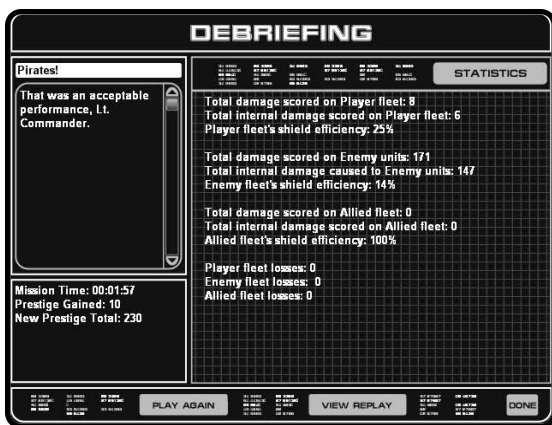 DEBRIEFING
Pirates!
STATISTICS
That was an acceptable
performance, Lt.
Commander.
Total damage scored on Player fleet: 8
Total internal damage scored on Player fleet: 6
Player fleet's shield efficiency: 25%
Total damage scored on Enemy units: 171
Total internal damage caused to Enemy units: 147
Enemy fleet's shield efficiency: 14%
Total damage scored on Allied fleet: 0
Total internal damage scored on Allied fleet: 0
Allied fleet's shield efficiency: 100%
Player fleet losses: 0
Enemy fleet losses: 0
Allied fleet losses: 0
Mission Time: 00:01:57
Prestige Gained: 10
New Prestige Total: 230
PLAY AGAIN
VIEW REPLAY
DONE